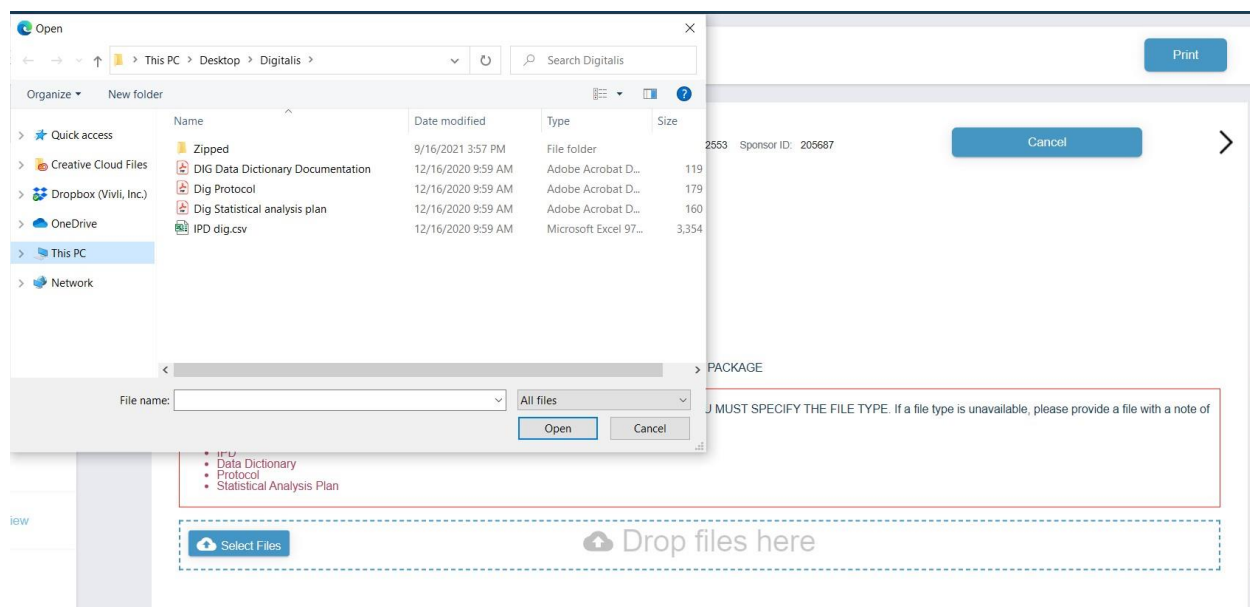 Open
This PC > Desktop > Digitalis >
Search Digitalis
Print
Organize
New folder
Name Date modified Type Size
Quick access
Creative Cloud Files
Dropbox (Vivli, Inc.)
OneDrive
This PC
Network
Zipped 9/16/2021 3:57 PM File folder
DIG Data Dictionary Documentation 12/16/2020 9:59 AM Adobe Acrobat D... 119
Dig Protocol 12/16/2020 9:59 AM Adobe Acrobat D... 179
Dig Statistical analysis plan 12/16/2020 9:59 AM Adobe Acrobat D... 160
IPD dig.csv 12/16/2020 9:59 AM Microsoft Excel 97... 3,354
2553 Sponsor ID: 205687
Cancel
PACKAGE
File name:
All files
Open
Cancel
MUST SPECIFY THE FILE TYPE. If a file type is unavailable, please provide a file with a note of
IPD
Data Dictionary
Protocol
Statistical Analysis Plan
iew
Select Files
Drop files here